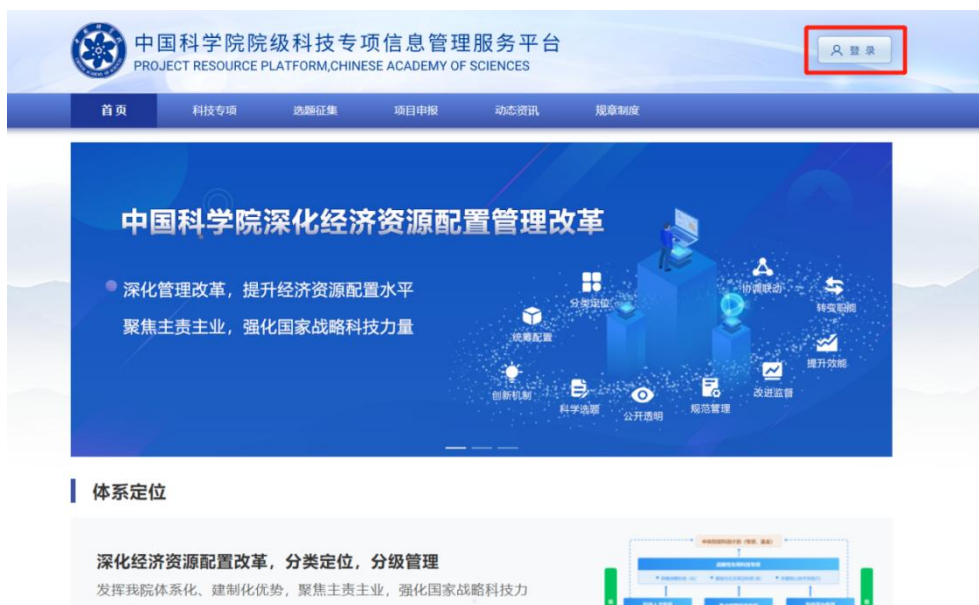 中国科学院院级科技专项信息管理服务平台
PROJECT RESOURCE PLATFORM,CHINESE ACADEMY OF SCIENCES
登录
首页 科技专项 选题征集 项目申报 动态资讯 规章制度
中国科学院深化经济资源配置管理改革
深化管理改革，提升经济资源配置水平
聚焦主责主业，强化国家战略科技力量
协调联动
分类定位
转变职能
统筹配置
提升效能
创新机制
改进监督
科学选题
规范管理
公开透明
体系定位
深化经济资源配置改革，分类定位，分级管理
发挥我院体系化、建制化优势，聚焦主责主业，强化国家战略科技力